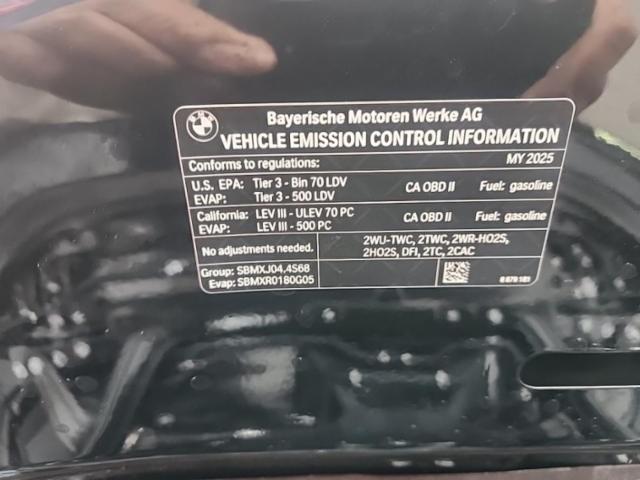 BMW
Bayerische Motoren Werke AG
VEHICLE EMISSION CONTROL INFORMATION
Conforms to regulations: MY 2025
U.S. EPA: Tier 3 - Bin 70 LDV CA OBD II Fuel: gasoline
EVAP: Tier 3 - 500 LDV
California: LEV III - ULEV 70 PC CA OBD II Fuel: gasoline
EVAP: LEV III - 500 PC
No adjustments needed. 2WU-TWC, 2TWC, 2WR-HO2S,
2HO2S, DFI, 2TC, 2CAC
Group: SBMXJ04.4S68
Evap: SBMXR0180G05